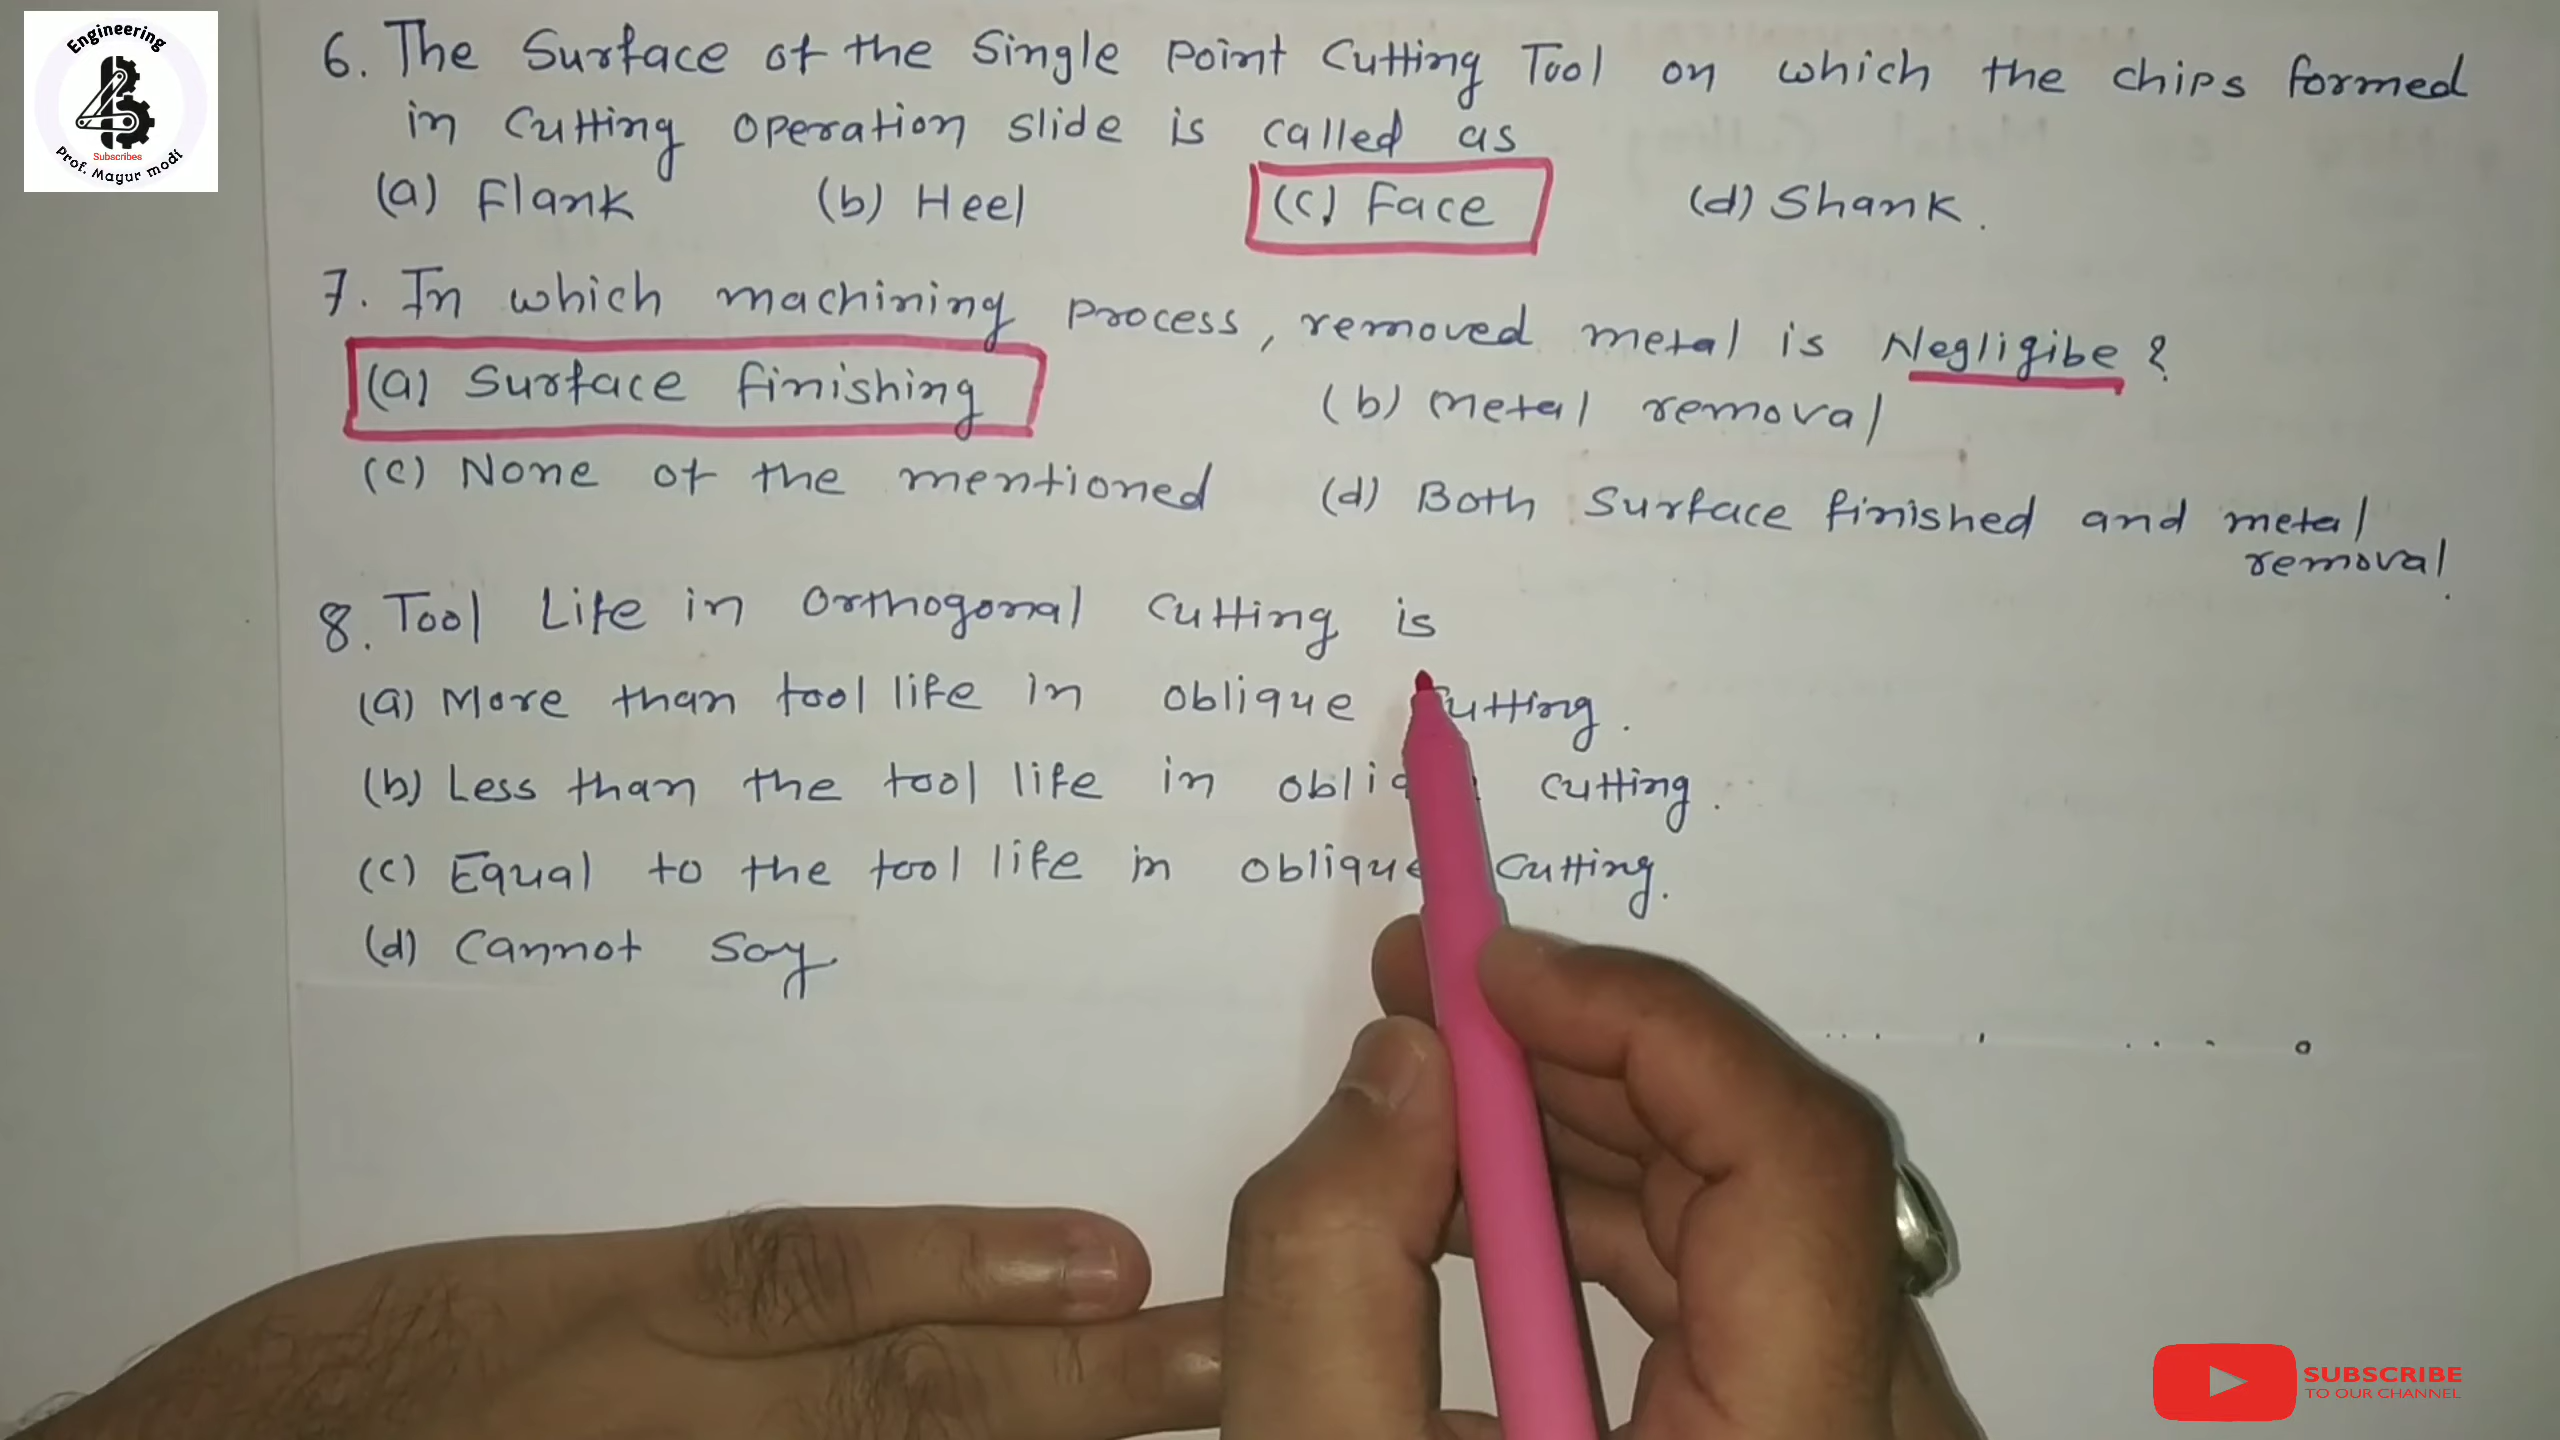 Engineering
Subscribes
Prof. Mayur modi
6. The Surface of the Single Point Cutting Tool on which the chips formed
in Cutting operation slide is called as
(a) Flank (b) Heel (c) Face (d) Shank.
7. In which machining process, removed metal is Negligibe ?
(a) Surface finishing (b) Metal removal
(c) None of the mentioned (d) Both Surface finished and metal
removal.
8. Tool Life in Orthogonal Cutting is
(a) More than tool life in oblique cutting.
(b) Less than the tool life in cutting.
(c) Equal to the tool life in oblique cutting.
(d) Cannot say
SUBSCRIBE
TO OUR CHANNEL